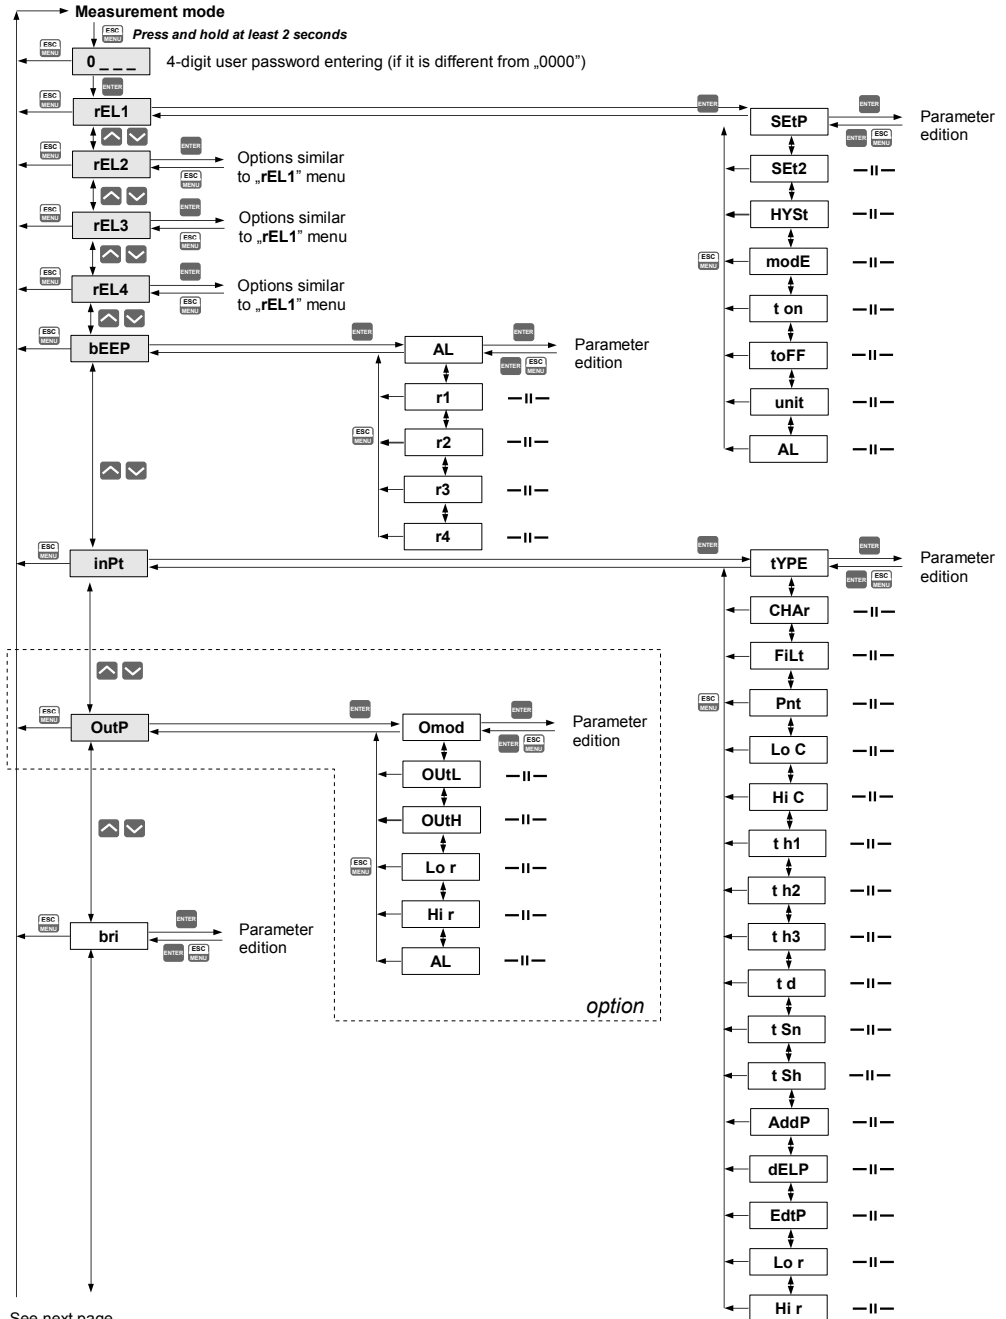 Measurement mode
ESC MENU Press and hold at least 2 seconds
ESC MENU 0 _ _ _ 4-digit user password entering (if it is different from „0000”)
ENTER
ESC MENU rEL1 ENTER SEtP ENTER Parameter edition
ENTER ESC MENU
ESC MENU rEL2 ENTER Options similar
to „rEL1” menu
ESC MENU
SEt2 —II—
ESC MENU rEL3 ENTER Options similar
to „rEL1” menu
ESC MENU
HYSt —II—
ESC MENU modE —II—
ESC MENU rEL4 ENTER Options similar
to „rEL1” menu
ESC MENU
t on —II—
toFF —II—
unit —II—
AL —II—
ESC MENU bEEP ENTER AL ENTER Parameter
edition
ENTER ESC MENU
r1 —II—
ESC MENU r2 —II—
r3 —II—
r4 —II—
ESC MENU inPt ENTER tYPE ENTER Parameter
edition
ENTER ESC MENU
CHAr —II—
FiLt —II—
ESC MENU Pnt —II—
Lo C —II—
Hi C —II—
t h1 —II—
t h2 —II—
t h3 —II—
t d —II—
t Sn —II—
t Sh —II—
AddP —II—
dELP —II—
EdtP —II—
Lo r —II—
Hi r —II—
ESC MENU OutP ENTER Omod ENTER Parameter
edition
ENTER ESC MENU
OUtL —II—
OUtH —II—
ESC MENU Lo r —II—
Hi r —II—
AL —II—
option
ESC MENU bri ENTER Parameter
edition
ENTER ESC MENU
See next page